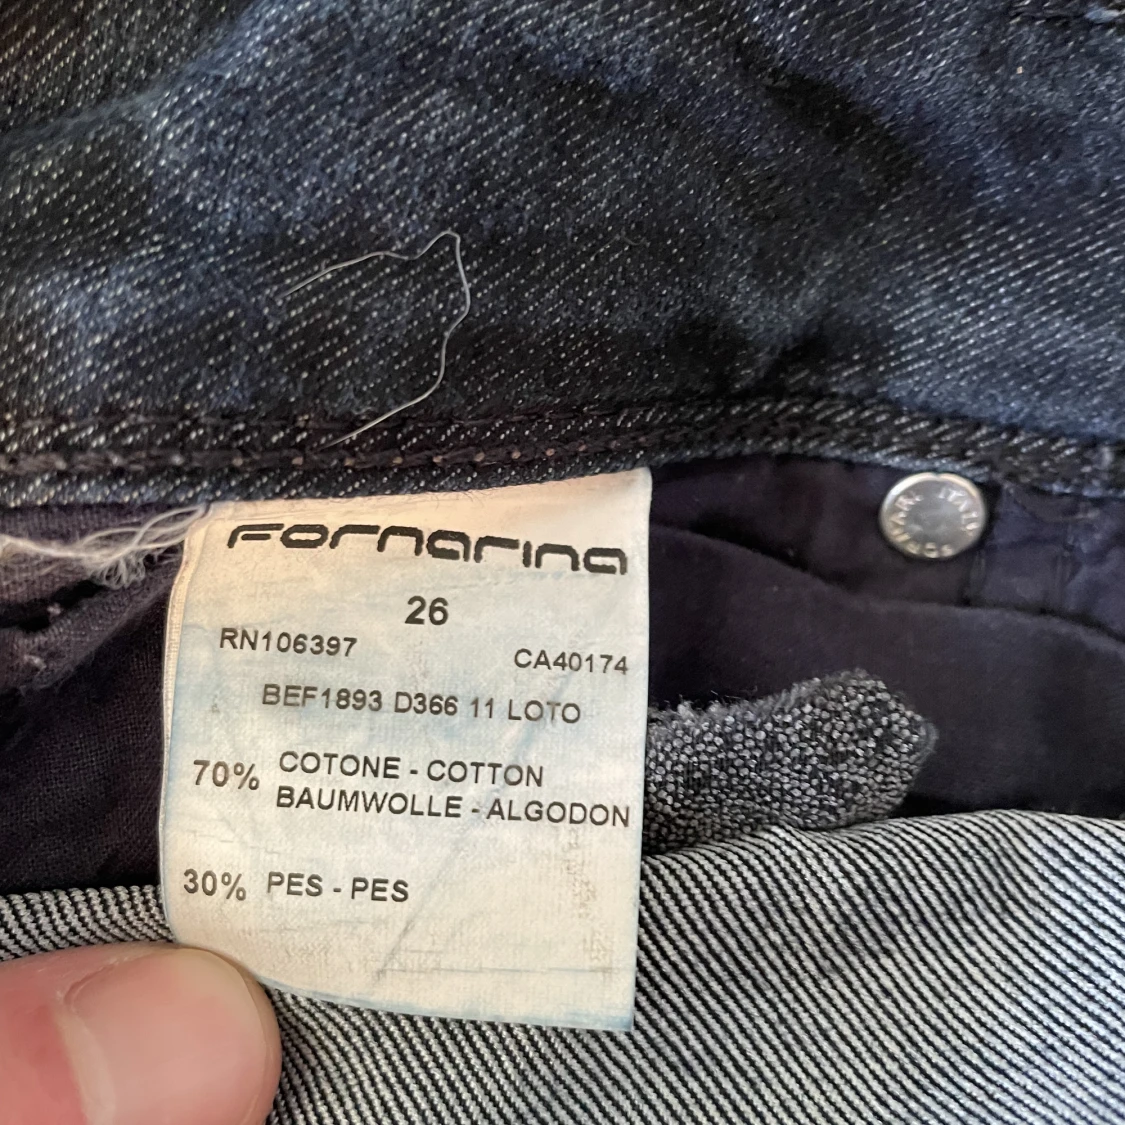 Fornarina
26
RN106397
CA40174
BEF1893 D366 11 LOTO
70% COTONE - COTTON
BAUMWOLLE - ALGODON
30% PES - PES